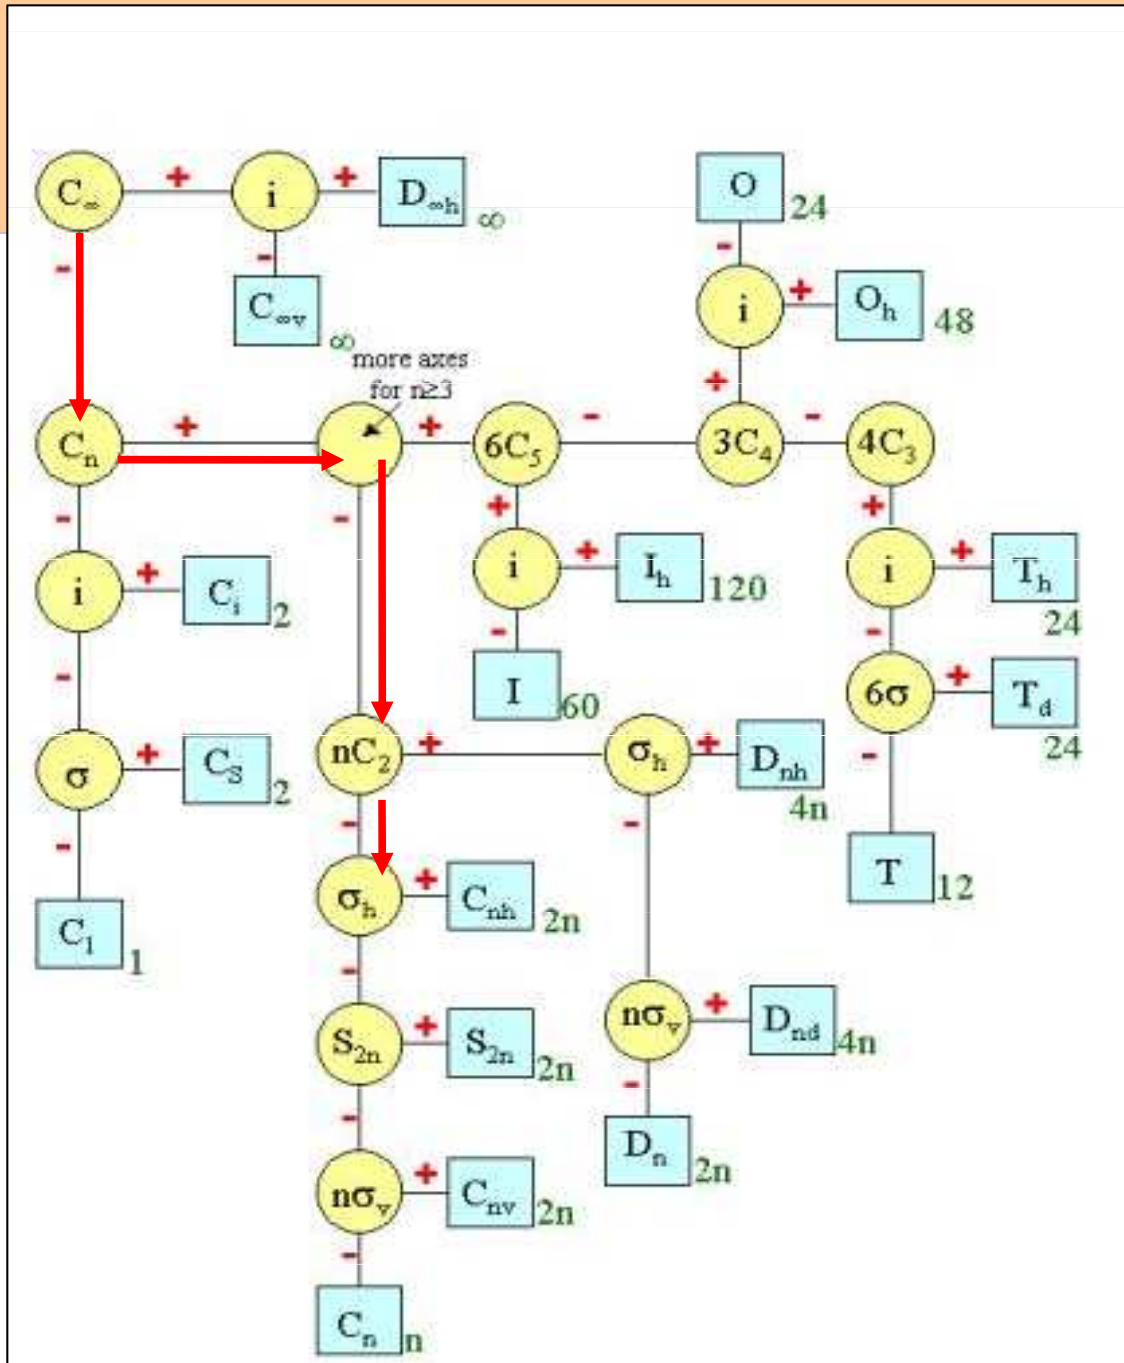 C∞
+
i
+
D∞h
∞
-
-
C∞v
∞
O
24
-
i
+
Oh
48
+
more axes
for n≥3
Cn
+
+
6C5
-
3C4
-
4C3
-
-
+
+
i
+
Ci
2
i
+
Ih
120
i
+
Th
24
-
-
-
I
60
6σ
+
Td
24
σ
+
CS
2
nC2
+
σh
+
Dnh
4n
-
-
-
-
T
12
C1
1
σh
+
Cnh
2n
-
S2n
+
S2n
2n
nσv
+
Dnd
4n
-
-
Dn
2n
nσv
+
Cnv
2n
-
Cn
n